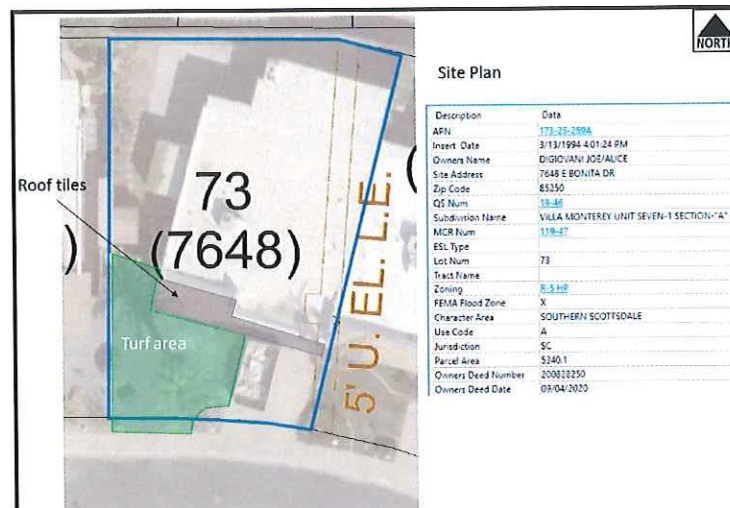 NORTH
Site Plan
Description Data
APN 173-25-259A
Insert Date 3/13/1994 4:01:24 PM
Owners Name DIGIOVANI JOE/ALICE
Site Address 7648 E BONITA DR
Zip Code 85250
QS Num 19-46
Subdivision Name VILLA MONTEREY UNIT SEVEN-1 SECTION-"A"
MCR Num 119-47
ESL Type
Lot Num 73
Tract Name
Zoning R-5 HP
FEMA Flood Zone X
Character Area SOUTHERN SCOTTSDALE
Use Code A
Jurisdiction SC
Parcel Area 5340.1
Owners Deed Number 200828250
Owners Deed Date 09/04/2020
Roof tiles
73
(7648)
)
(
Turf area
5' U. EL. L.E.